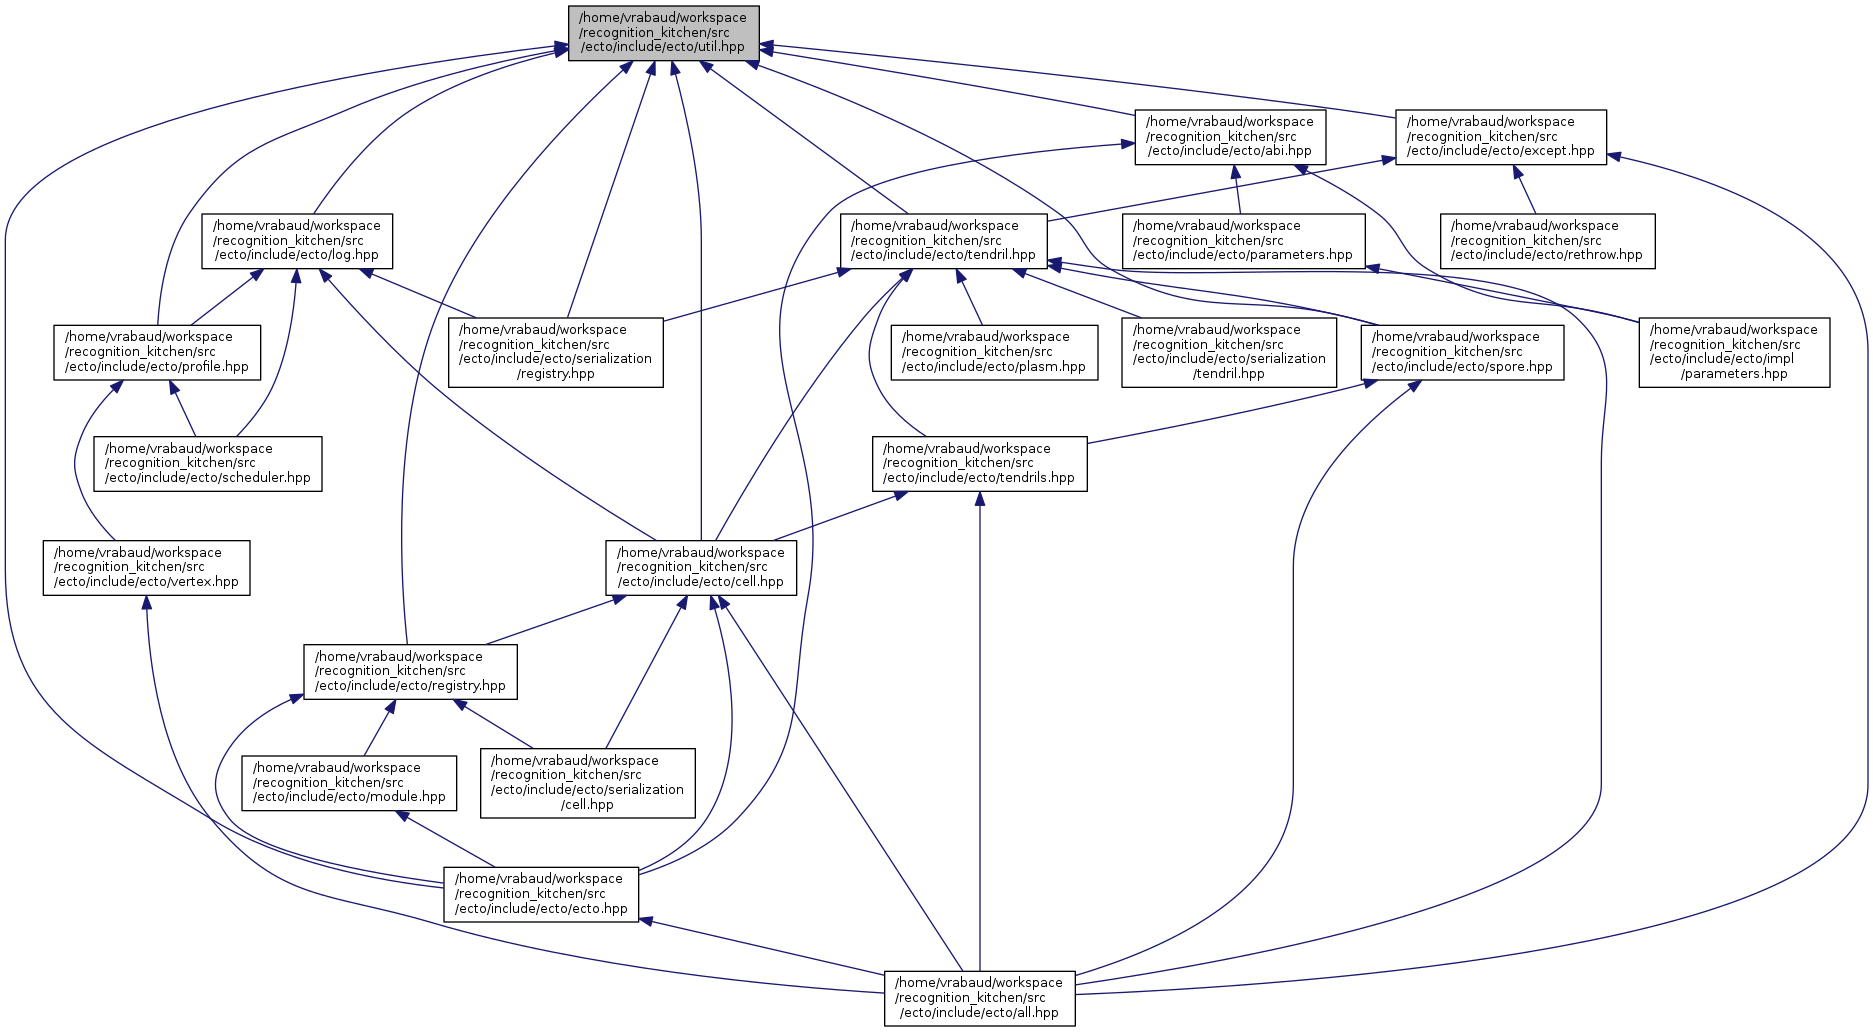 /home/vrabaud/workspace
/recognition_kitchen/src
/ecto/include/ecto/util.hpp
/home/vrabaud/workspace
/recognition_kitchen/src
/ecto/include/ecto/abi.hpp
/home/vrabaud/workspace
/recognition_kitchen/src
/ecto/include/ecto/except.hpp
/home/vrabaud/workspace
/recognition_kitchen/src
/ecto/include/ecto/log.hpp
/home/vrabaud/workspace
/recognition_kitchen/src
/ecto/include/ecto/tendril.hpp
/home/vrabaud/workspace
/recognition_kitchen/src
/ecto/include/ecto/parameters.hpp
/home/vrabaud/workspace
/recognition_kitchen/src
/ecto/include/ecto/rethrow.hpp
/home/vrabaud/workspace
/recognition_kitchen/src
/ecto/include/ecto/profile.hpp
/home/vrabaud/workspace
/recognition_kitchen/src
/ecto/include/ecto/serialization
/registry.hpp
/home/vrabaud/workspace
/recognition_kitchen/src
/ecto/include/ecto/plasm.hpp
/home/vrabaud/workspace
/recognition_kitchen/src
/ecto/include/ecto/serialization
/tendril.hpp
/home/vrabaud/workspace
/recognition_kitchen/src
/ecto/include/ecto/spore.hpp
/home/vrabaud/workspace
/recognition_kitchen/src
/ecto/include/ecto/impl
/parameters.hpp
/home/vrabaud/workspace
/recognition_kitchen/src
/ecto/include/ecto/scheduler.hpp
/home/vrabaud/workspace
/recognition_kitchen/src
/ecto/include/ecto/tendrils.hpp
/home/vrabaud/workspace
/recognition_kitchen/src
/ecto/include/ecto/vertex.hpp
/home/vrabaud/workspace
/recognition_kitchen/src
/ecto/include/ecto/cell.hpp
/home/vrabaud/workspace
/recognition_kitchen/src
/ecto/include/ecto/registry.hpp
/home/vrabaud/workspace
/recognition_kitchen/src
/ecto/include/ecto/module.hpp
/home/vrabaud/workspace
/recognition_kitchen/src
/ecto/include/ecto/serialization
/cell.hpp
/home/vrabaud/workspace
/recognition_kitchen/src
/ecto/include/ecto/ecto.hpp
/home/vrabaud/workspace
/recognition_kitchen/src
/ecto/include/ecto/all.hpp